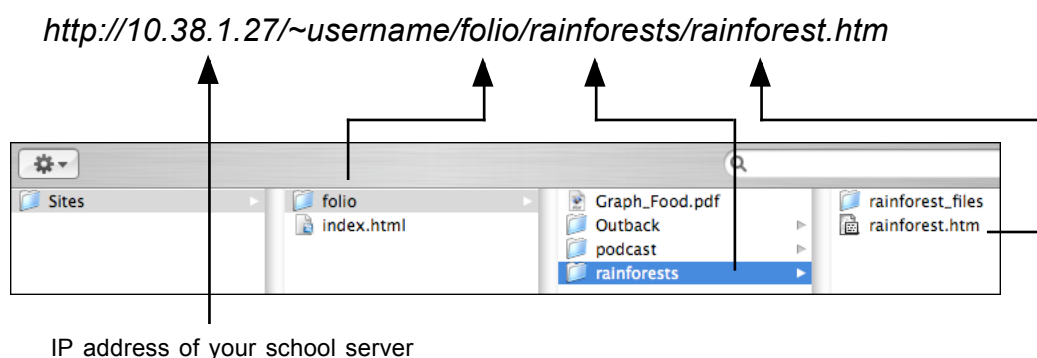 http://10.38.1.27/~username/folio/rainforests/rainforest.htm
Sites
folio
index.html
Graph_Food.pdf
Outback
podcast
rainforests
rainforest_files
rainforest.htm
IP address of your school server